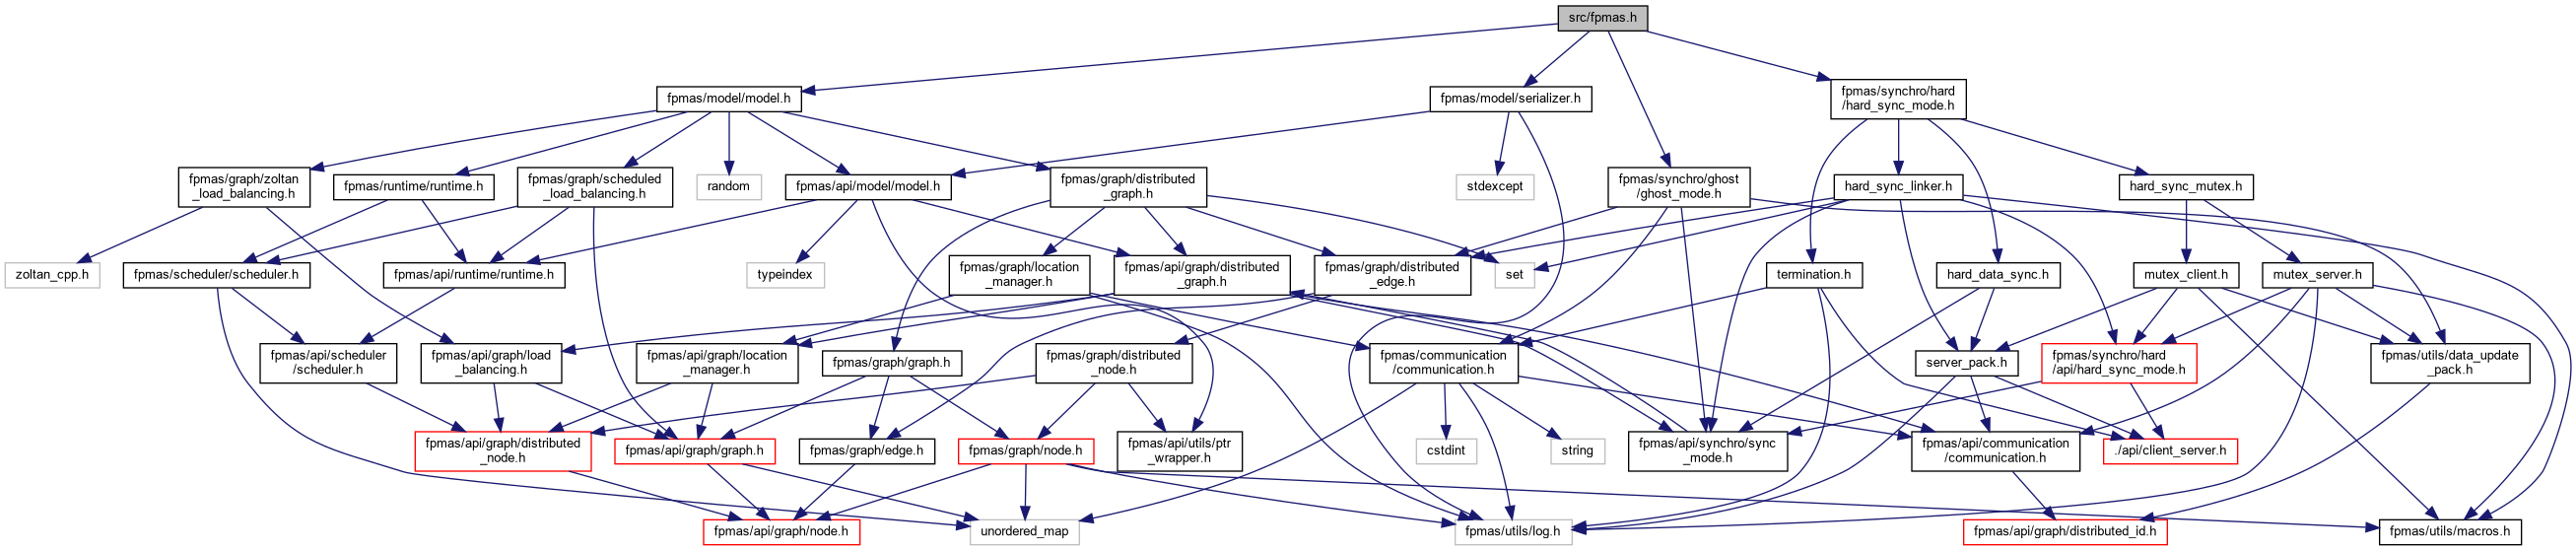 src/fpmas.h
fpmas/model/model.h
fpmas/model/serializer.h
fpmas/synchro/hard
/hard_sync_mode.h
fpmas/graph/zoltan
_load_balancing.h
fpmas/runtime/runtime.h
fpmas/graph/scheduled
_load_balancing.h
random
fpmas/api/model/model.h
fpmas/graph/distributed
_graph.h
stdexcept
fpmas/synchro/ghost
/ghost_mode.h
hard_sync_linker.h
hard_sync_mutex.h
zoltan_cpp.h
fpmas/scheduler/scheduler.h
fpmas/api/runtime/runtime.h
typeindex
fpmas/graph/location
_manager.h
fpmas/api/graph/distributed
_graph.h
fpmas/graph/distributed
_edge.h
set
termination.h
hard_data_sync.h
mutex_client.h
mutex_server.h
fpmas/api/scheduler
/scheduler.h
fpmas/api/graph/load
_balancing.h
fpmas/api/graph/location
_manager.h
fpmas/graph/graph.h
fpmas/graph/distributed
_node.h
fpmas/communication
/communication.h
server_pack.h
fpmas/synchro/hard
/api/hard_sync_mode.h
fpmas/utils/data_update
_pack.h
fpmas/api/graph/distributed
_node.h
fpmas/api/graph/graph.h
fpmas/graph/edge.h
fpmas/graph/node.h
fpmas/api/utils/ptr
_wrapper.h
cstdint
string
fpmas/api/synchro/sync
_mode.h
fpmas/api/communication
/communication.h
./api/client_server.h
fpmas/api/graph/node.h
unordered_map
fpmas/utils/log.h
fpmas/api/graph/distributed_id.h
fpmas/utils/macros.h